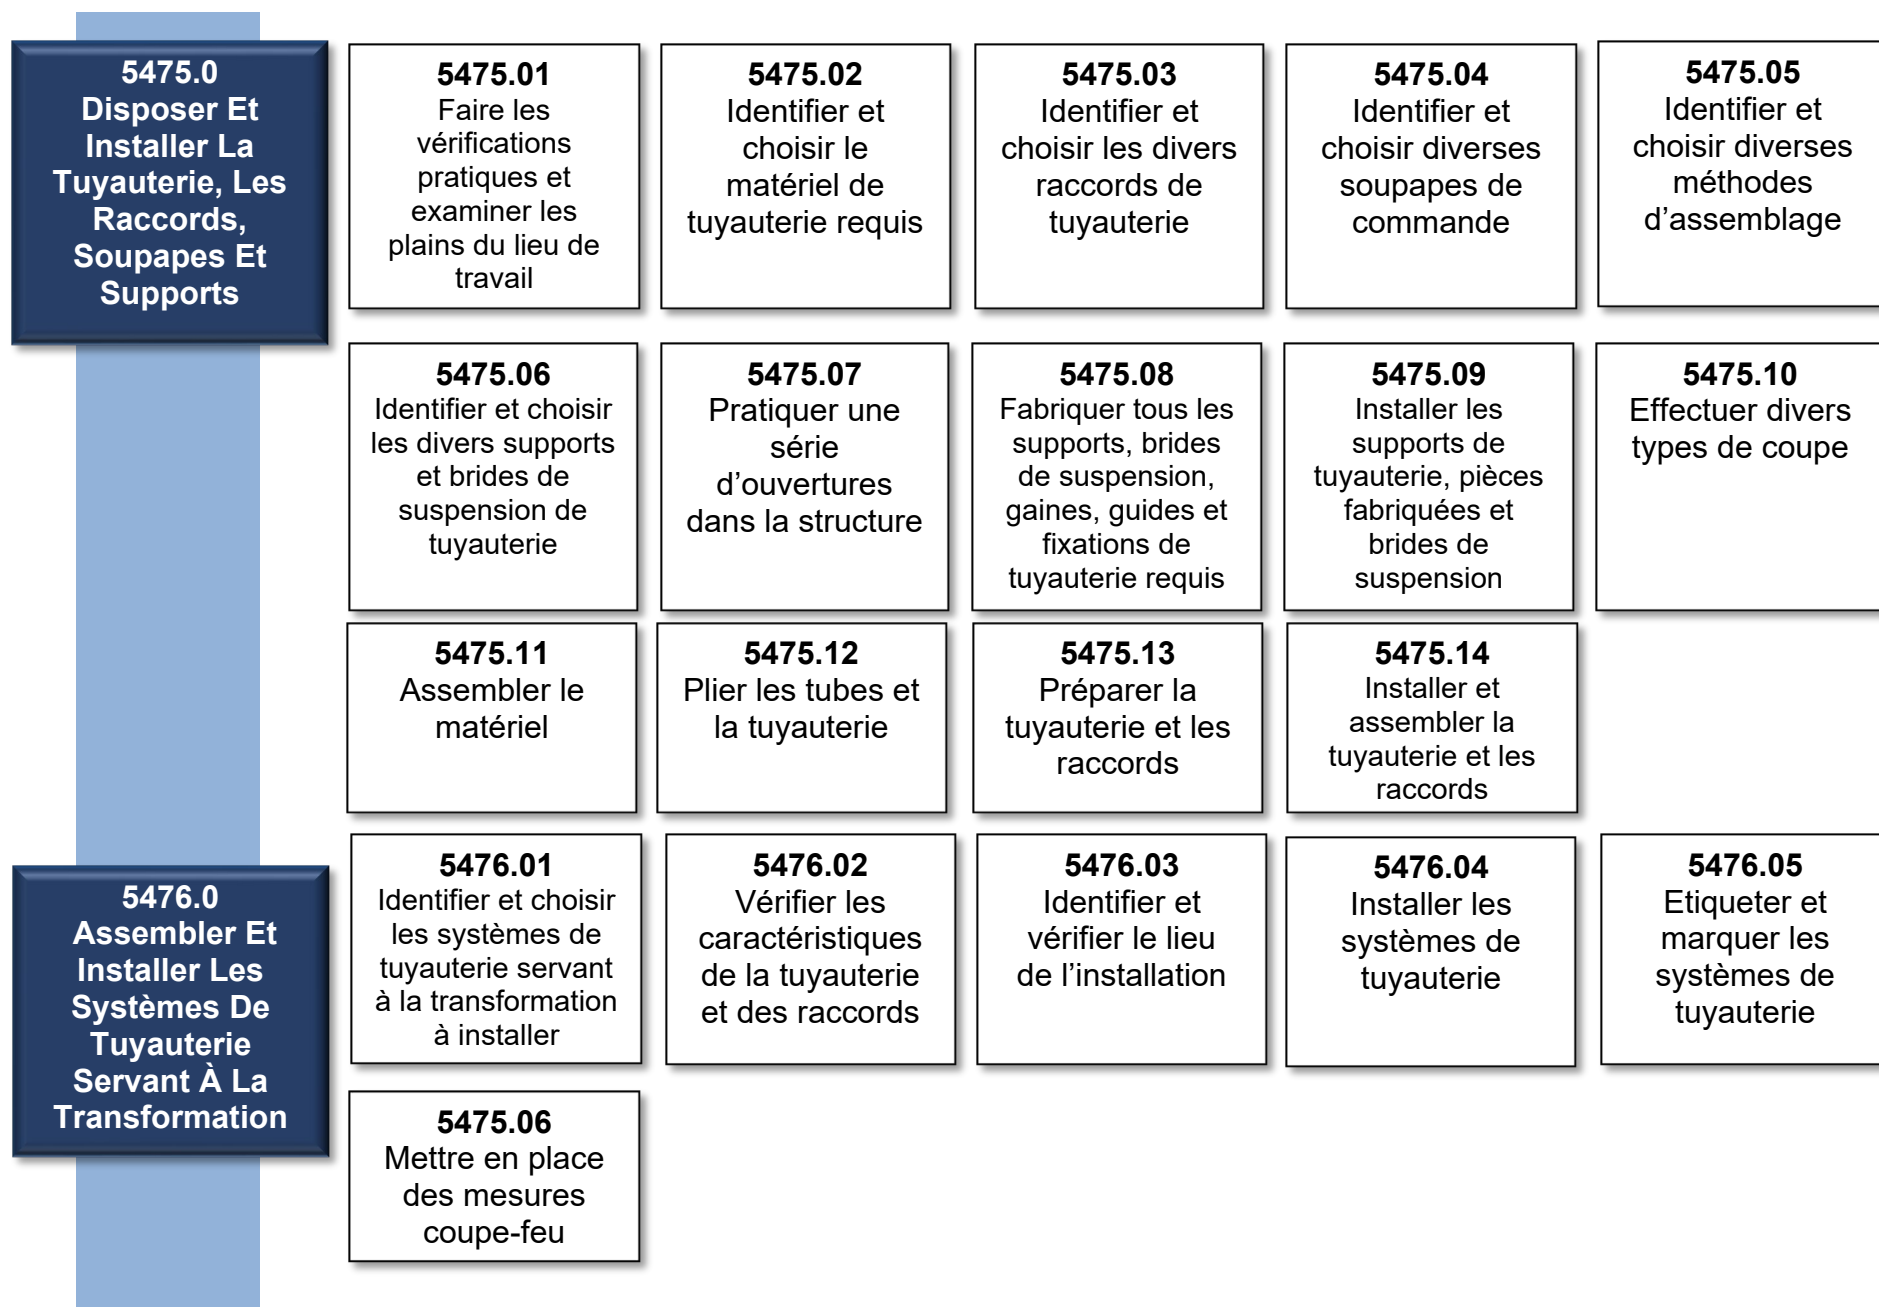 5475.0
Disposer Et
Installer La
Tuyauterie, Les
Raccords,
Soupapes Et
Supports
5475.01
Faire les
vérifications
pratiques et
examiner les
plains du lieu de
travail
5475.02
Identifier et
choisir le
matériel de
tuyauterie requis
5475.03
Identifier et
choisir les divers
raccords de
tuyauterie
5475.04
Identifier et
choisir diverses
soupapes de
commande
5475.05
Identifier et
choisir diverses
méthodes
d’assemblage
5475.06
Identifier et choisir
les divers supports
et brides de
suspension de
tuyauterie
5475.07
Pratiquer une
série
d’ouvertures
dans la structure
5475.08
Fabriquer tous les
supports, brides
de suspension,
gaines, guides et
fixations de
tuyauterie requis
5475.09
Installer les
supports de
tuyauterie, pièces
fabriquées et
brides de
suspension
5475.10
Effectuer divers
types de coupe
5475.11
Assembler le
matériel
5475.12
Plier les tubes et
la tuyauterie
5475.13
Préparer la
tuyauterie et les
raccords
5475.14
Installer et
assembler la
tuyauterie et les
raccords
5476.0
Assembler Et
Installer Les
Systèmes De
Tuyauterie
Servant À La
Transformation
5476.01
Identifier et choisir
les systèmes de
tuyauterie servant
à la transformation
à installer
5476.02
Vérifier les
caractéristiques
de la tuyauterie
et des raccords
5476.03
Identifier et
vérifier le lieu
de l’installation
5476.04
Installer les
systèmes de
tuyauterie
5476.05
Etiqueter et
marquer les
systèmes de
tuyauterie
5475.06
Mettre en place
des mesures
coupe-feu